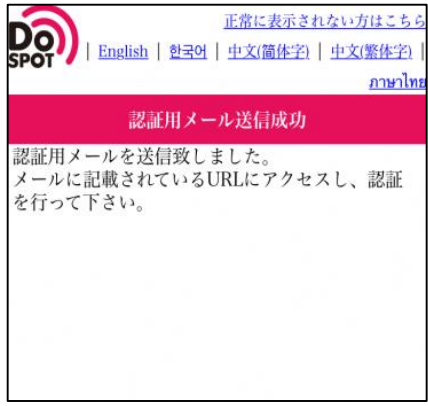 正常に表示されない方はこちら
Do
SPOT
| English | 한국어 | 中文(简体字) | 中文(繁体字) |
ภาษาไทย
認証用メール送信成功
認証用メールを送信致しました。
メールに記載されているURLにアクセスし、認証
を行って下さい。